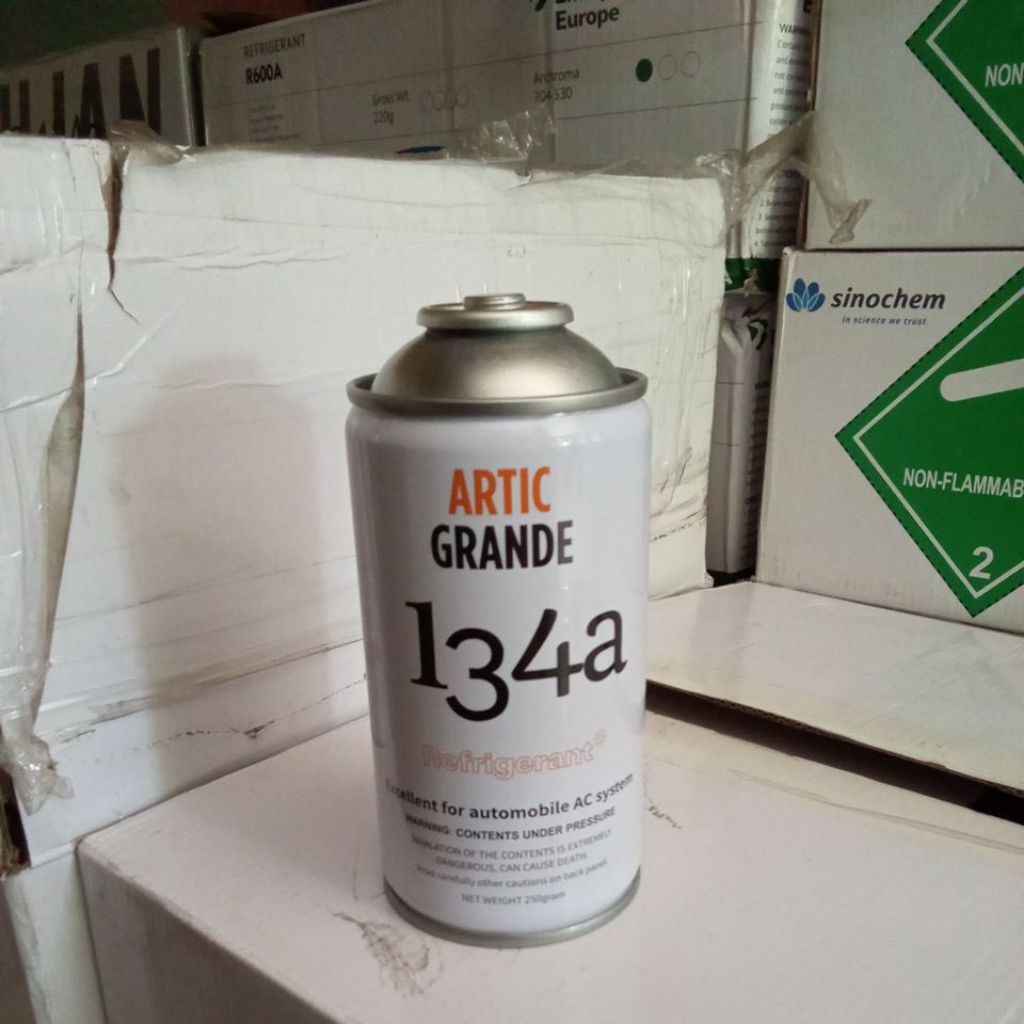 REFRIGERANT
R600A
Gross Wt.
220g
Europe
704-530
NON-
sinochem
In science we trust
NON-FLAMMAB
2
ARTIC
GRANDE
134a
Refrigerant*
Excellent for automobile AC system
WARNING: CONTENTS UNDER PRESSURE
INHALATION OF THE CONTENTS IS EXTREMELY
DANGEROUS, CAN CAUSE DEATH.
Read carefully other cautions on back panel
NET WEIGHT 250gram